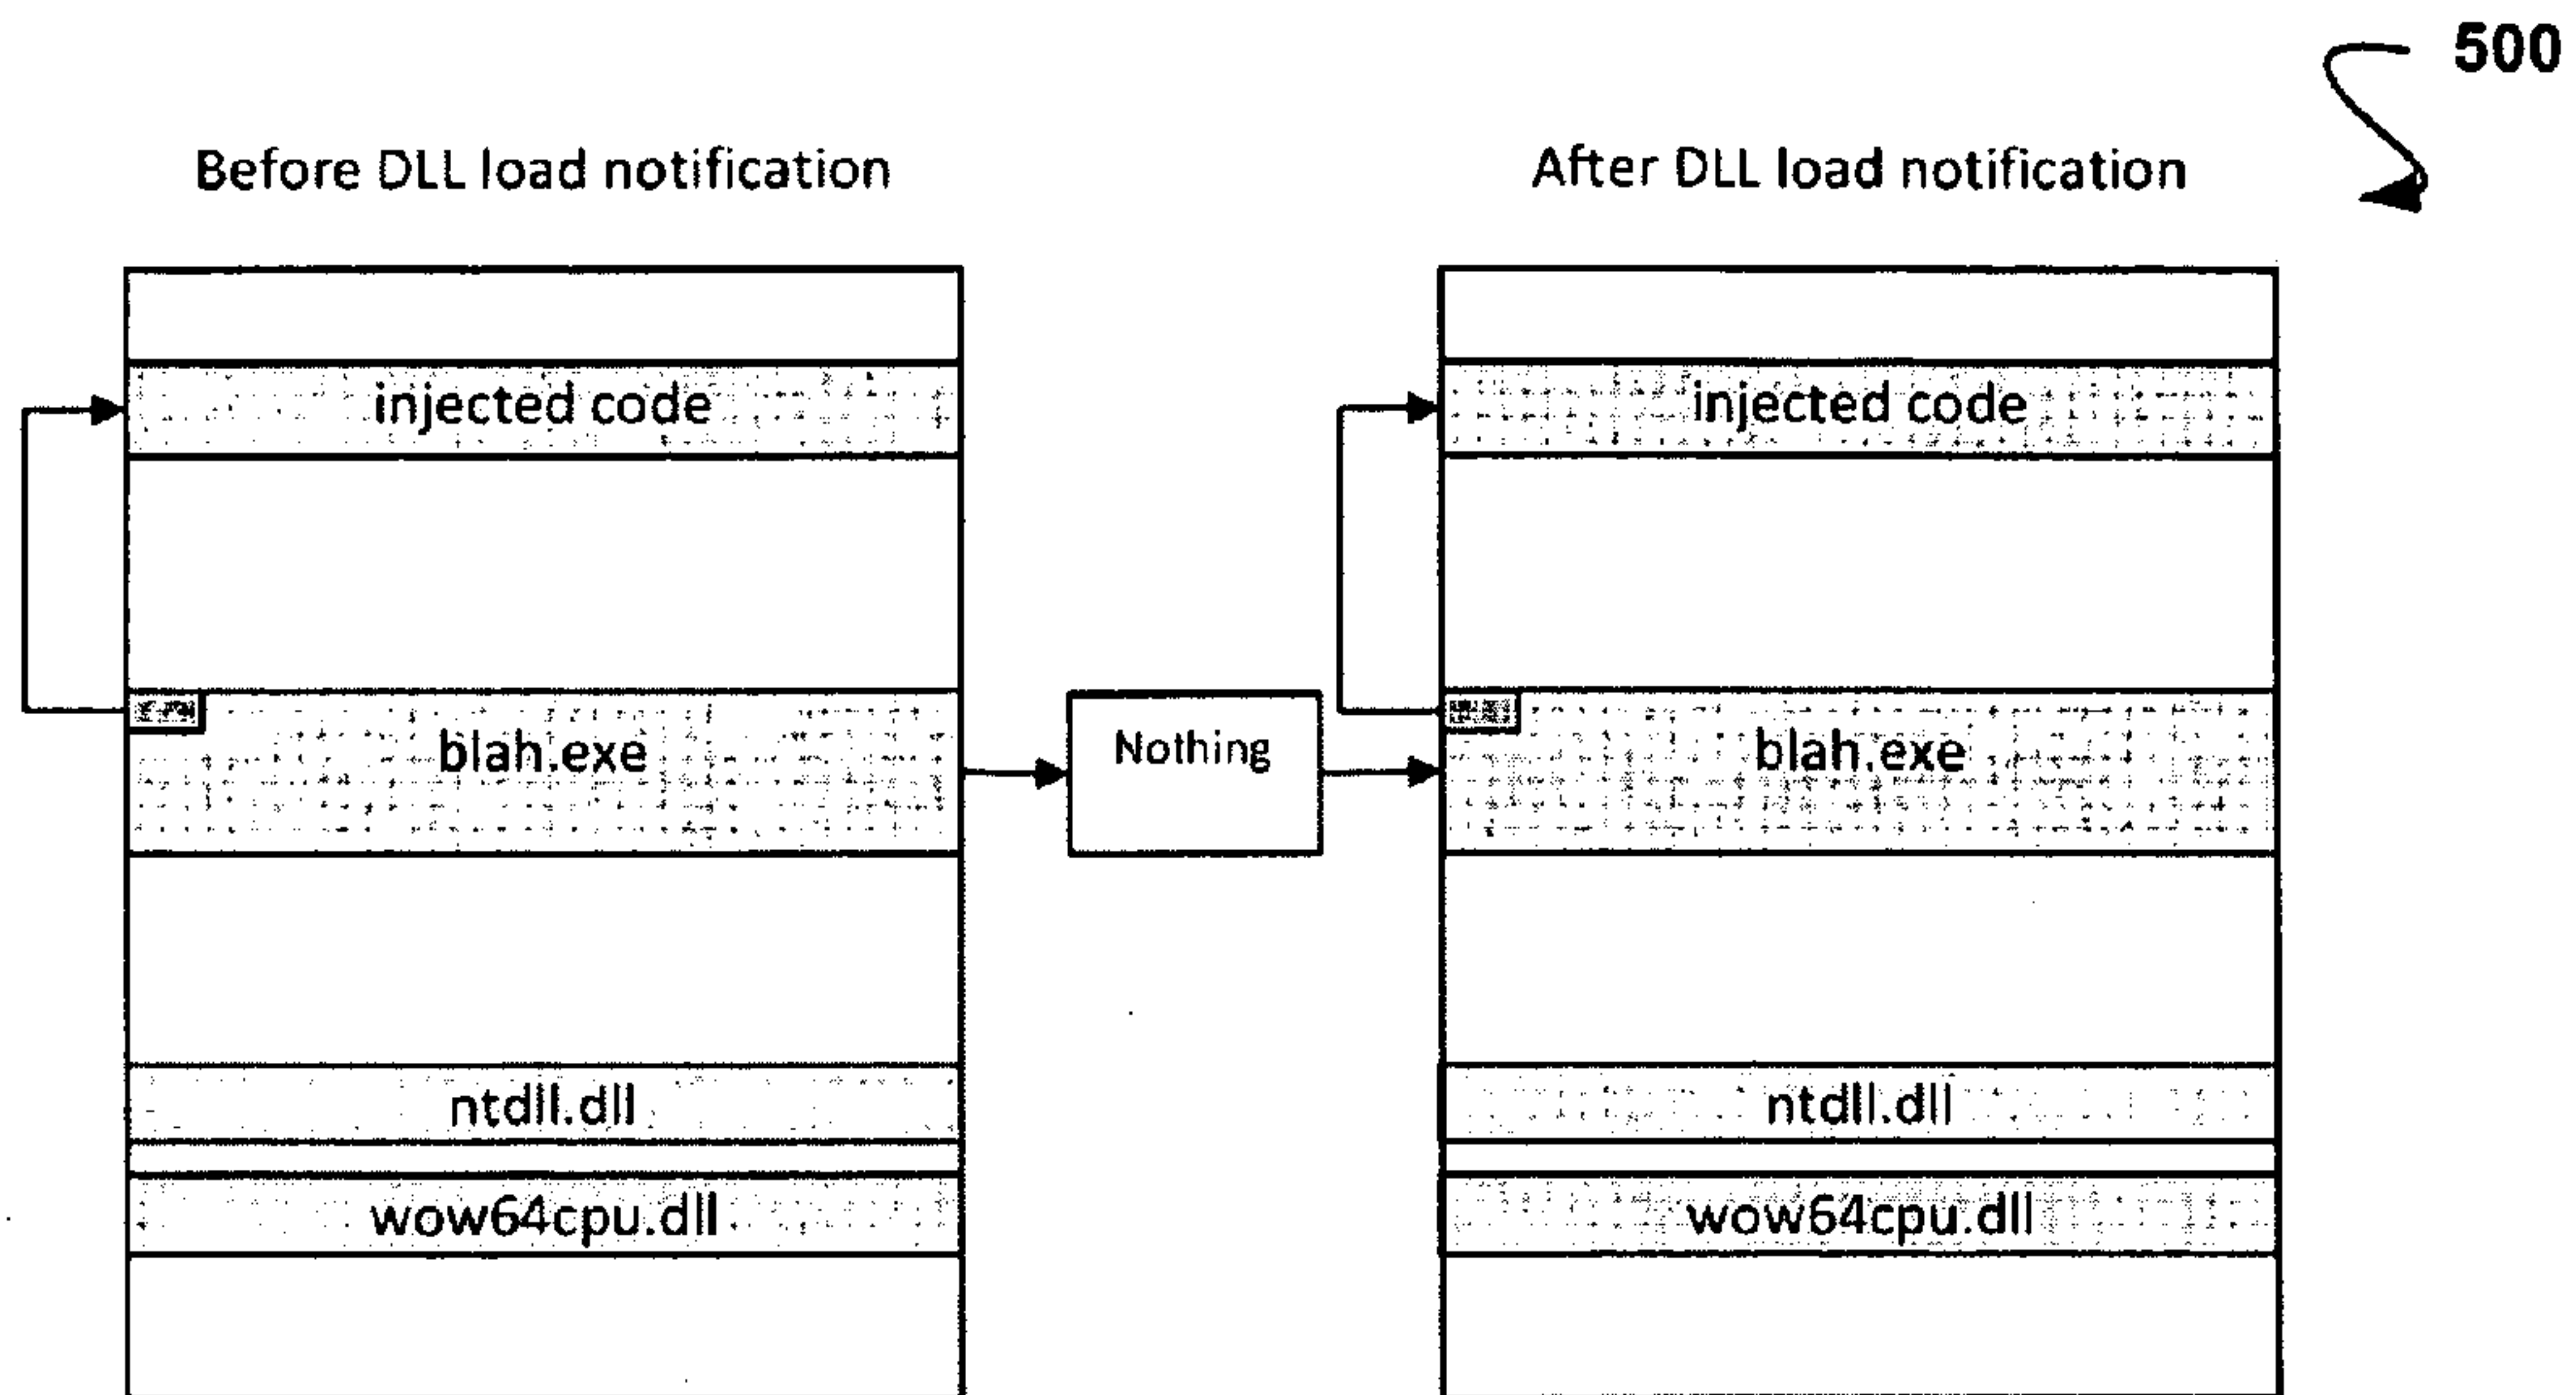 500
Before DLL load notification
After DLL load notification
injected code
injected code
blah.exe
Nothing
blah.exe
ntdll.dll
ntdll.dll
wow64cpu.dll
wow64cpu.dll